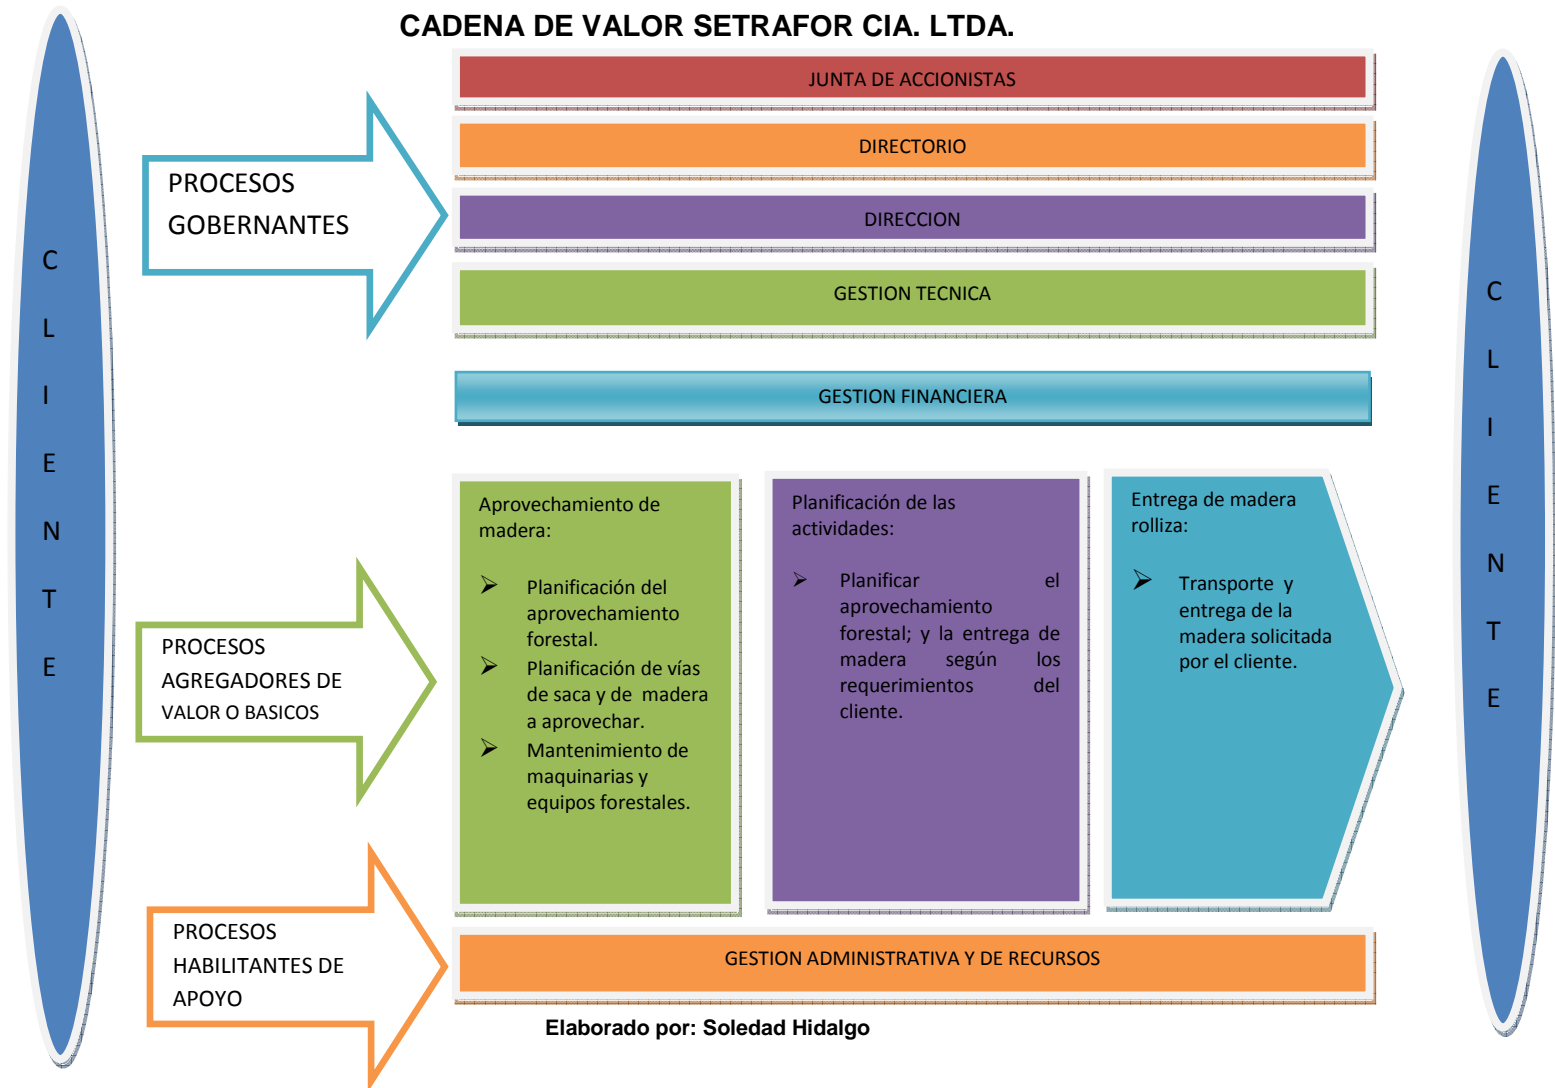 CADENA DE VALOR SETRAFOR CIA. LTDA.
C
L
I
E
N
T
E
PROCESOS
GOBERNANTES
JUNTA DE ACCIONISTAS
DIRECTORIO
DIRECCION
GESTION TECNICA
GESTION FINANCIERA
PROCESOS
AGREGADORES DE
VALOR O BASICOS
Aprovechamiento de
madera:
➢ Planificación del
aprovechamiento
forestal.
➢ Planificación de vías
de saca y de madera
a aprovechar.
➢ Mantenimiento de
maquinarias y
equipos forestales.
Planificación de las
actividades:
➢ Planificar el
aprovechamiento
forestal; y la entrega de
madera según los
requerimientos del
cliente.
Entrega de madera
rolliza:
➢ Transporte y
entrega de la
madera solicitada
por el cliente.
PROCESOS
HABILITANTES DE
APOYO
GESTION ADMINISTRATIVA Y DE RECURSOS
C
L
I
E
N
T
E
Elaborado por: Soledad Hidalgo